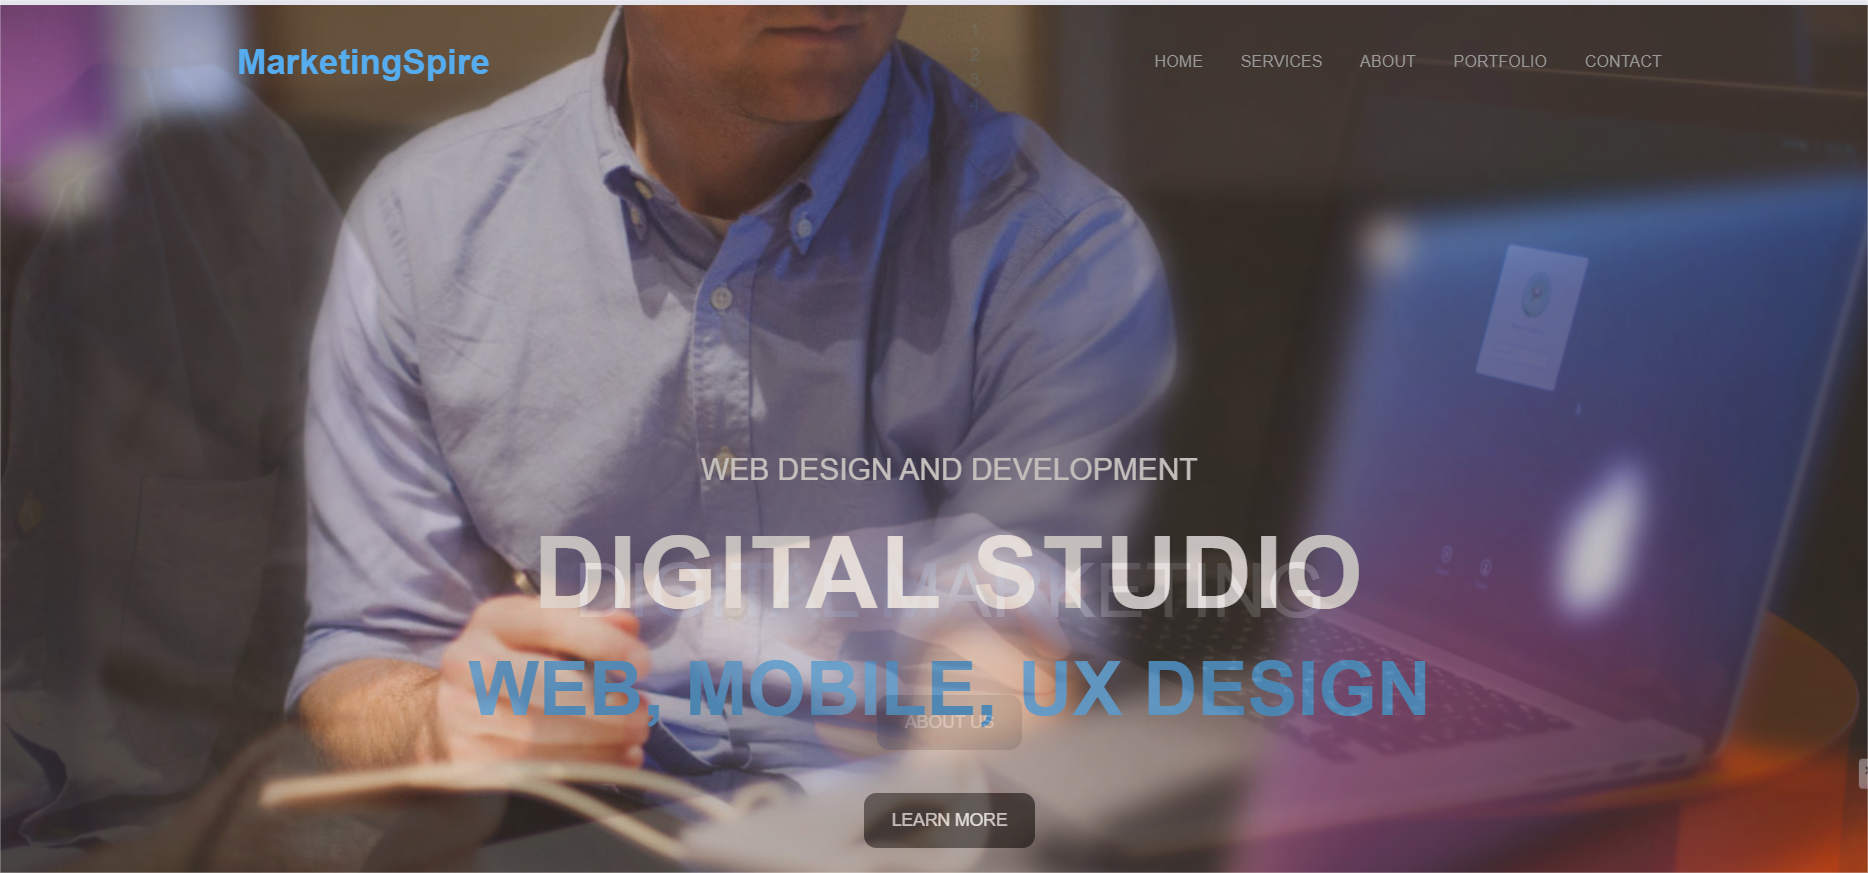 MarketingSpire
HOME SERVICES ABOUT PORTFOLIO CONTACT
1
2
3
4
WEB DESIGN AND DEVELOPMENT
DIGITAL STUDIO
DIGITAL MARKETING
WEB, MOBILE, UX DESIGN
ABOUT US
LEARN MORE